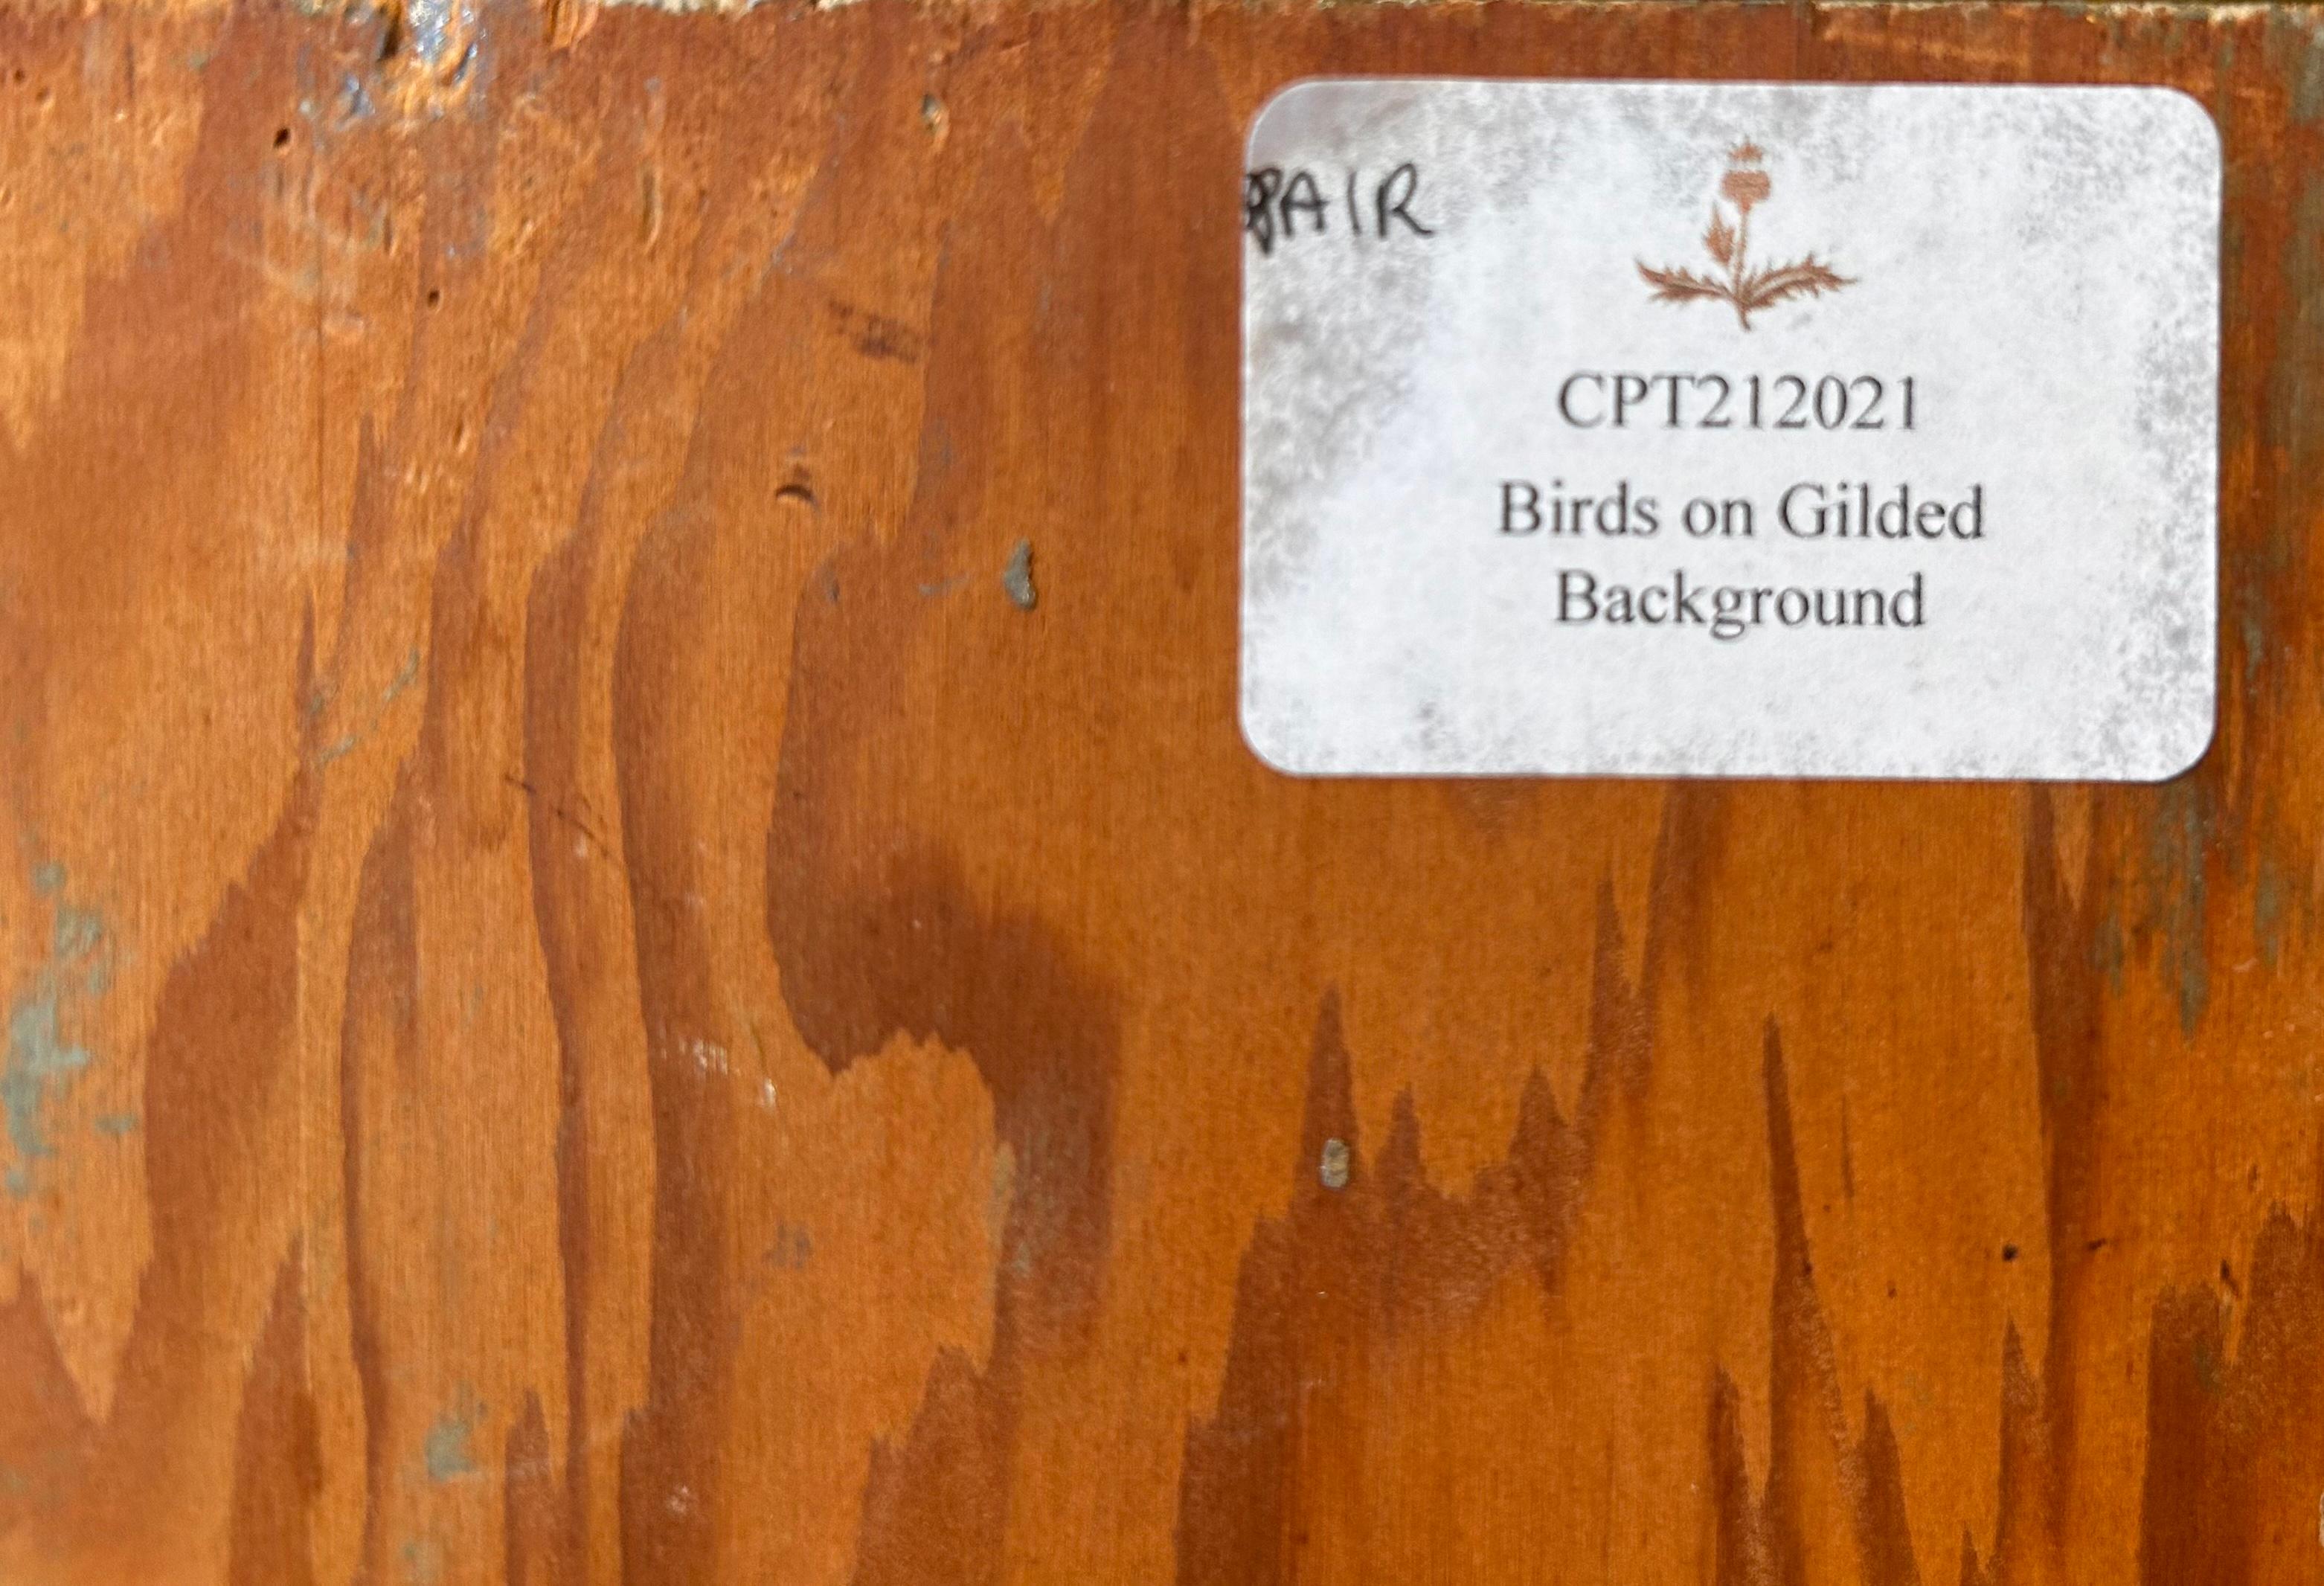 PAIR
CPT212021
Birds on Gilded
Background